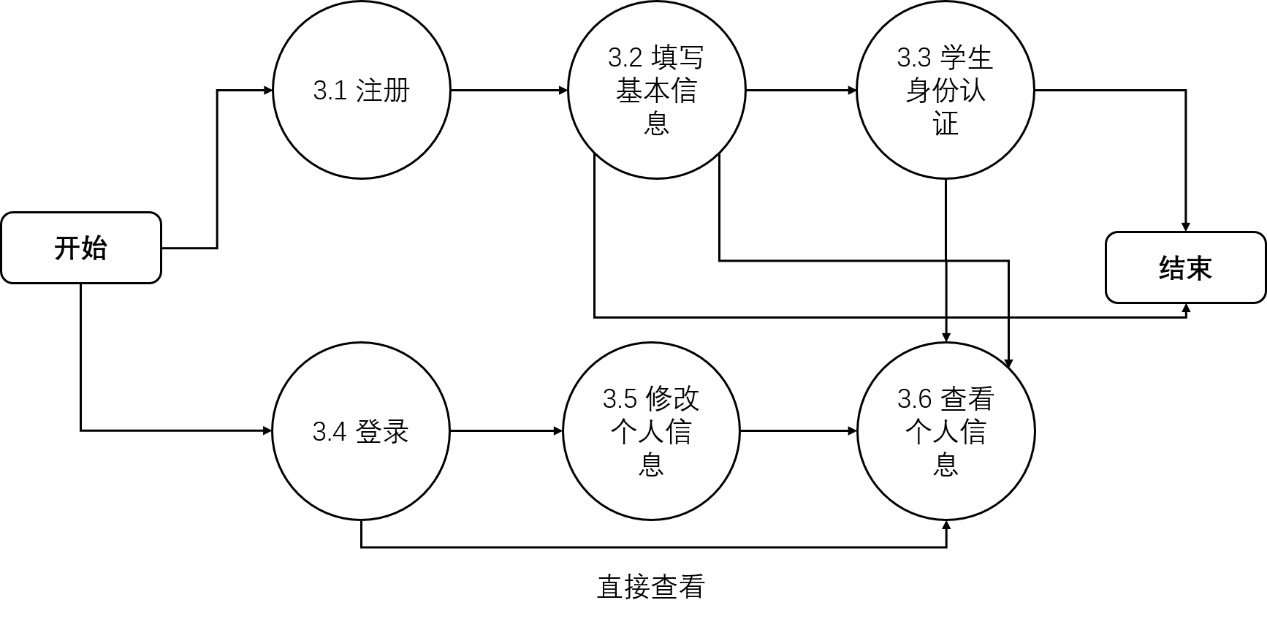 3.1 注册
3.2 填写
基本信
息
3.3 学生
身份认
证
开始
结束
3.4 登录
3.5 修改
个人信
息
3.6 查看
个人信
息
直接查看